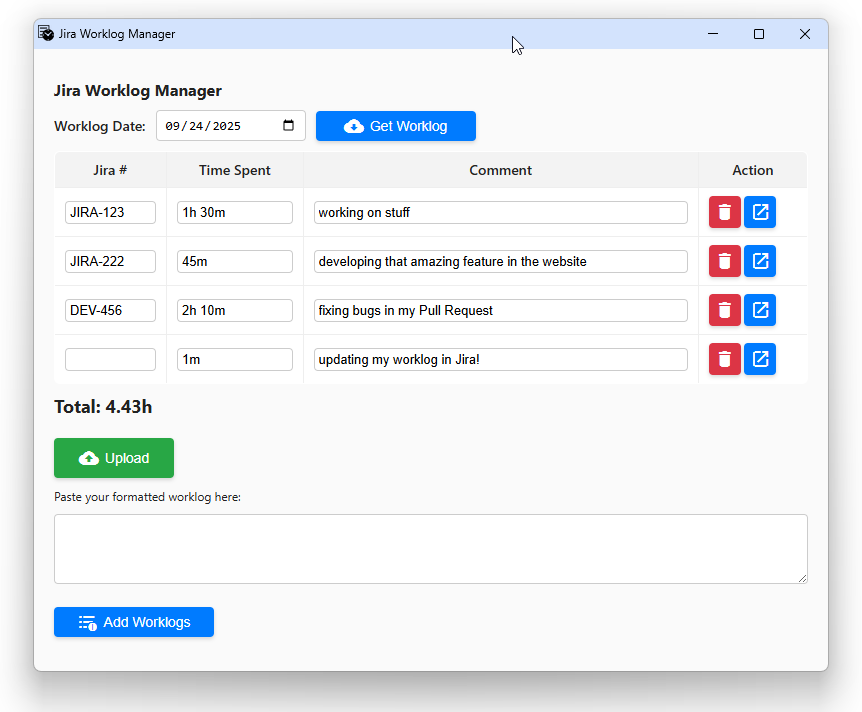 Jira Worklog Manager
Jira Worklog Manager
Worklog Date: 09/24/2025 Get Worklog
Jira # Time Spent Comment Action
JIRA-123 1h 30m working on stuff
JIRA-222 45m developing that amazing feature in the website
DEV-456 2h 10m fixing bugs in my Pull Request
1m updating my worklog in Jira!
Total: 4.43h
Upload
Paste your formatted worklog here:
Add Worklogs